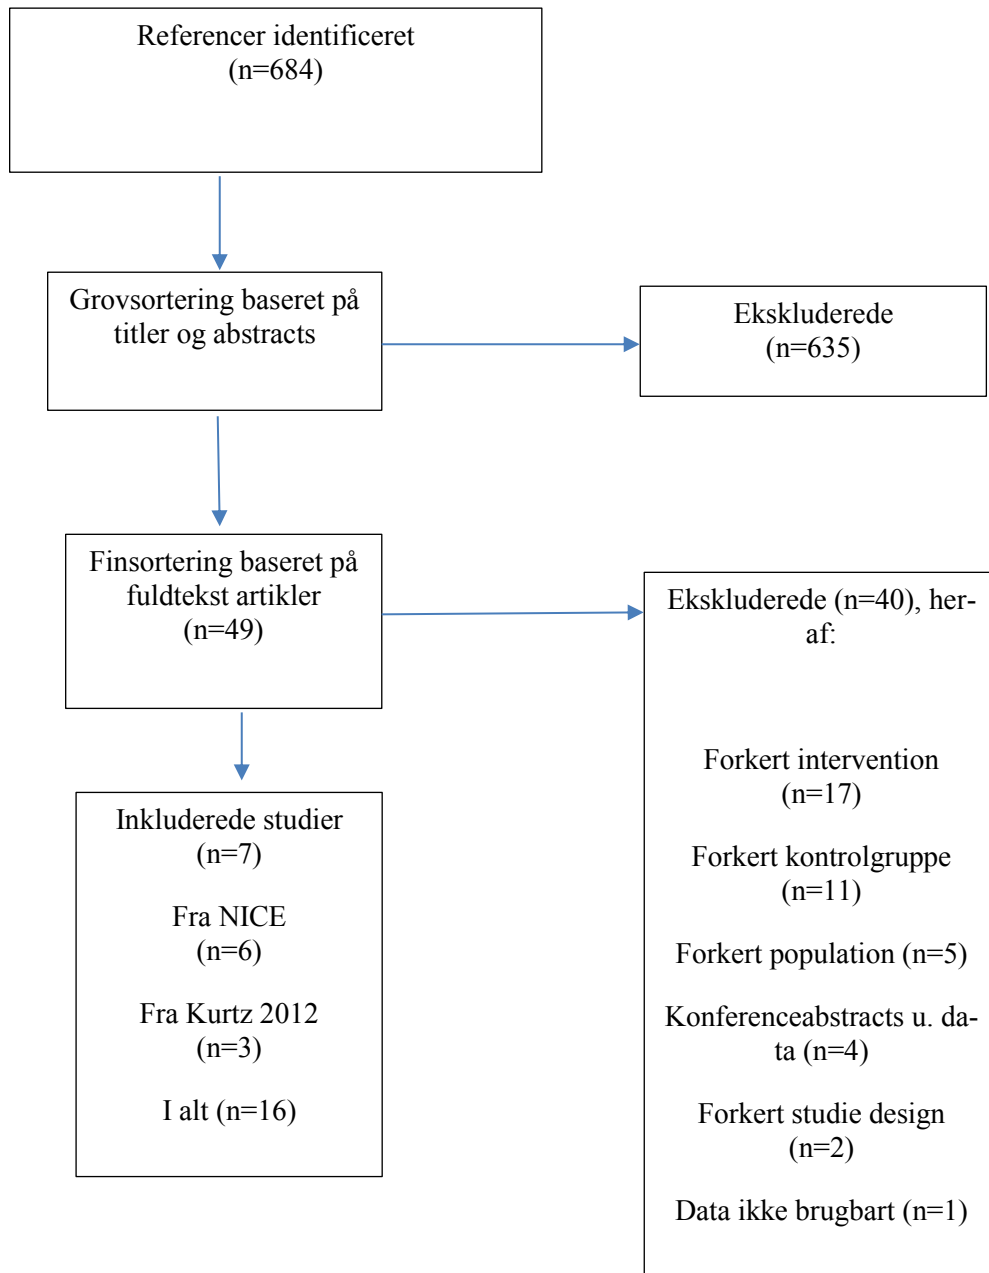 Referencer identificeret
(n=684)
Grovsortering baseret på
titler og abstracts
Ekskluderede
(n=635)
Finsortering baseret på
fuldtekst artikler
(n=49)
Ekskluderede (n=40), her-
af:
Forkert intervention
(n=17)
Forkert kontrolgruppe
(n=11)
Forkert population (n=5)
Konferenceabstracts u. da-
ta (n=4)
Forkert studie design
(n=2)
Data ikke brugbart (n=1)
Inkluderede studier
(n=7)
Fra NICE
(n=6)
Fra Kurtz 2012
(n=3)
I alt (n=16)